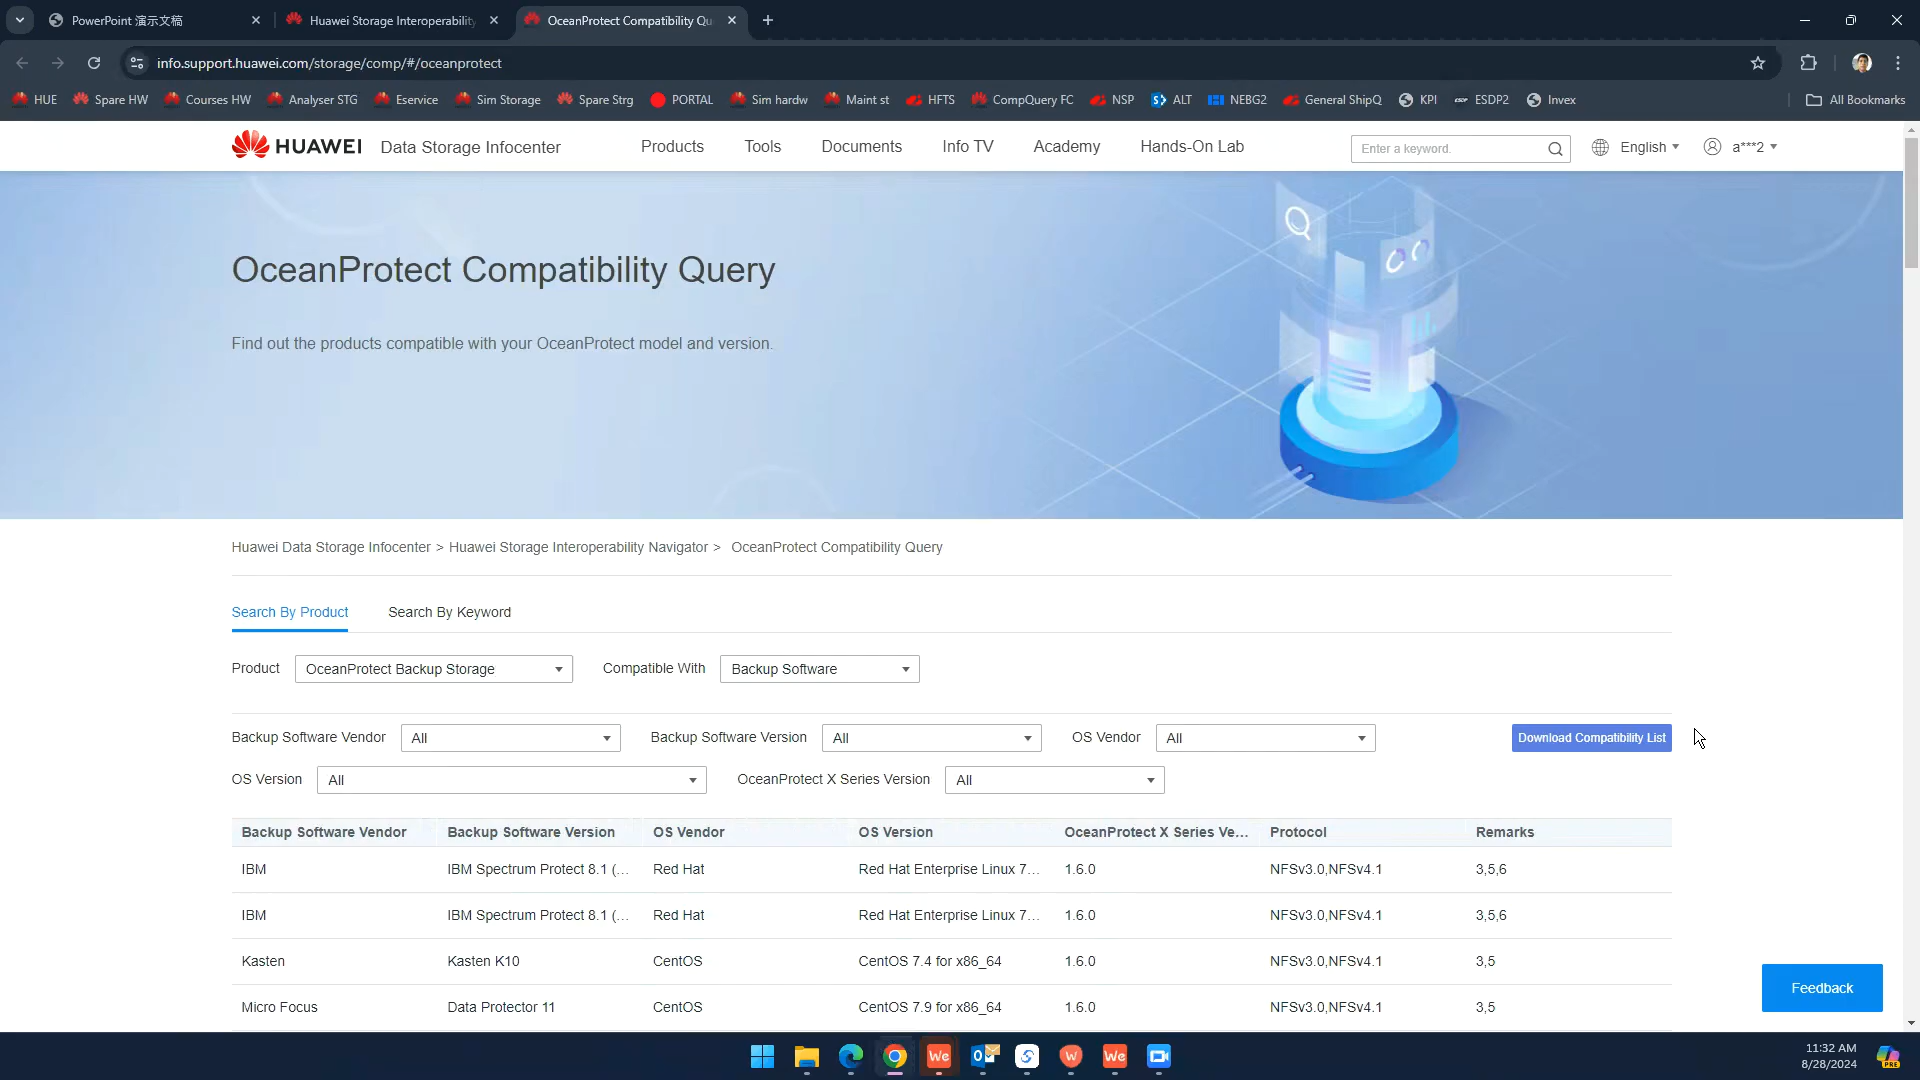 PowerPoint 演示文稿
Huawei Storage Interoperability
OceanProtect Compatibility Qu
info.support.huawei.com/storage/comp/#/oceanprotect
HUE
Spare HW
Courses HW
Analyser STG
Eservice
Sim Storage
Spare Strg
PORTAL
Sim hardw
Maint st
HFTS
CompQuery FC
NSP
ALT
NEBG2
General ShipQ
KPI
ESDP2
Invex
All Bookmarks
HUAWEI Data Storage Infocenter
Products
Tools
Documents
Info TV
Academy
Hands-On Lab
Enter a keyword.
English
a***2
OceanProtect Compatibility Query
Find out the products compatible with your OceanProtect model and version.
Huawei Data Storage Infocenter > Huawei Storage Interoperability Navigator > OceanProtect Compatibility Query
Search By Product
Search By Keyword
Product OceanProtect Backup Storage Compatible With Backup Software
Backup Software Vendor All Backup Software Version All OS Vendor All Download Compatibility List
OS Version All OceanProtect X Series Version All
Backup Software Vendor Backup Software Version OS Vendor OS Version OceanProtect X Series Ve... Protocol Remarks
IBM IBM Spectrum Protect 8.1 (... Red Hat Red Hat Enterprise Linux 7... 1.6.0 NFSv3.0,NFSv4.1 3,5,6
IBM IBM Spectrum Protect 8.1 (... Red Hat Red Hat Enterprise Linux 7... 1.6.0 NFSv3.0,NFSv4.1 3,5,6
Kasten Kasten K10 CentOS CentOS 7.4 for x86_64 1.6.0 NFSv3.0,NFSv4.1 3,5
Micro Focus Data Protector 11 CentOS CentOS 7.9 for x86_64 1.6.0 NFSv3.0,NFSv4.1 3,5
Feedback
We
We
11:32 AM
8/28/2024
PRE